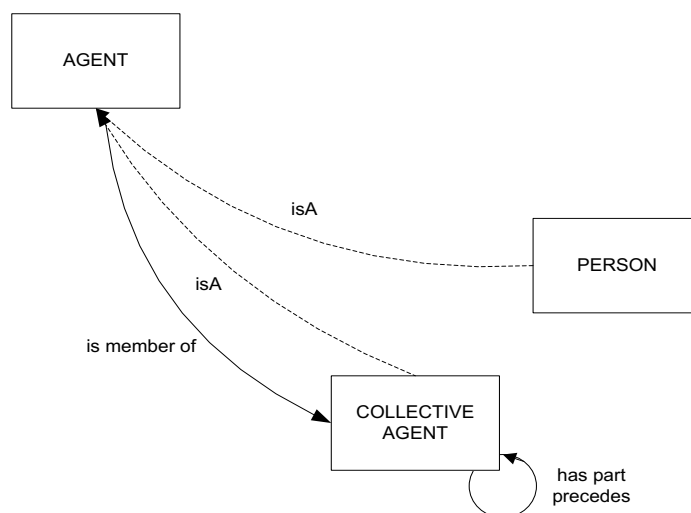 AGENT
isA
PERSON
isA
is member of
COLLECTIVE
AGENT
has part
precedes